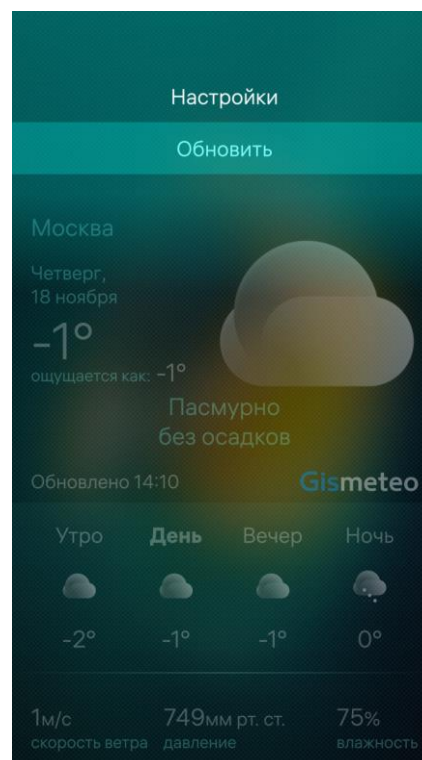 Настройки
Обновить
Москва
Четверг,
18 ноября
-1°
ощущается как: -1°
Пасмурно
без осадков
Обновлено 14:10
Gismeteo
Утро День Вечер Ночь
-2° -1° -1° 0°
1м/с 749мм рт. ст. 75%
скорость ветра давление влажность